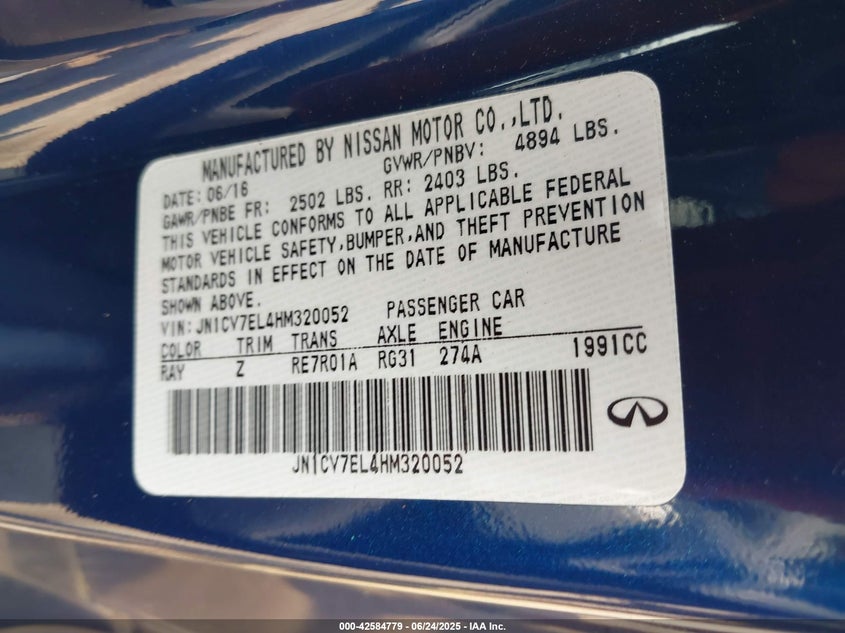 MANUFACTURED BY NISSAN MOTOR CO.,LTD.
DATE: 06/16 GVWR/PNBV: 4894 LBS.
GAWR/PNBE FR: 2502 LBS. RR: 2403 LBS.
THIS VEHICLE CONFORMS TO ALL APPLICABLE FEDERAL
MOTOR VEHICLE SAFETY,BUMPER,AND THEFT PREVENTION
STANDARDS IN EFFECT ON THE DATE OF MANUFACTURE
SHOWN ABOVE.
VIN:JN1CV7EL4HM320052 PASSENGER CAR
COLOR TRIM TRANS AXLE ENGINE
RAY Z RE7R01A RG31 274A 1991CC
JN1CV7EL4HM320052
000-42584779 - 06/24/2025 - IAA Inc.